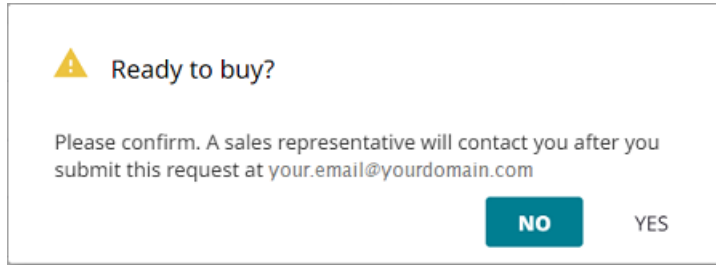 Ready to buy?
Please confirm. A sales representative will contact you after you
submit this request at your.email@yourdomain.com
NO YES